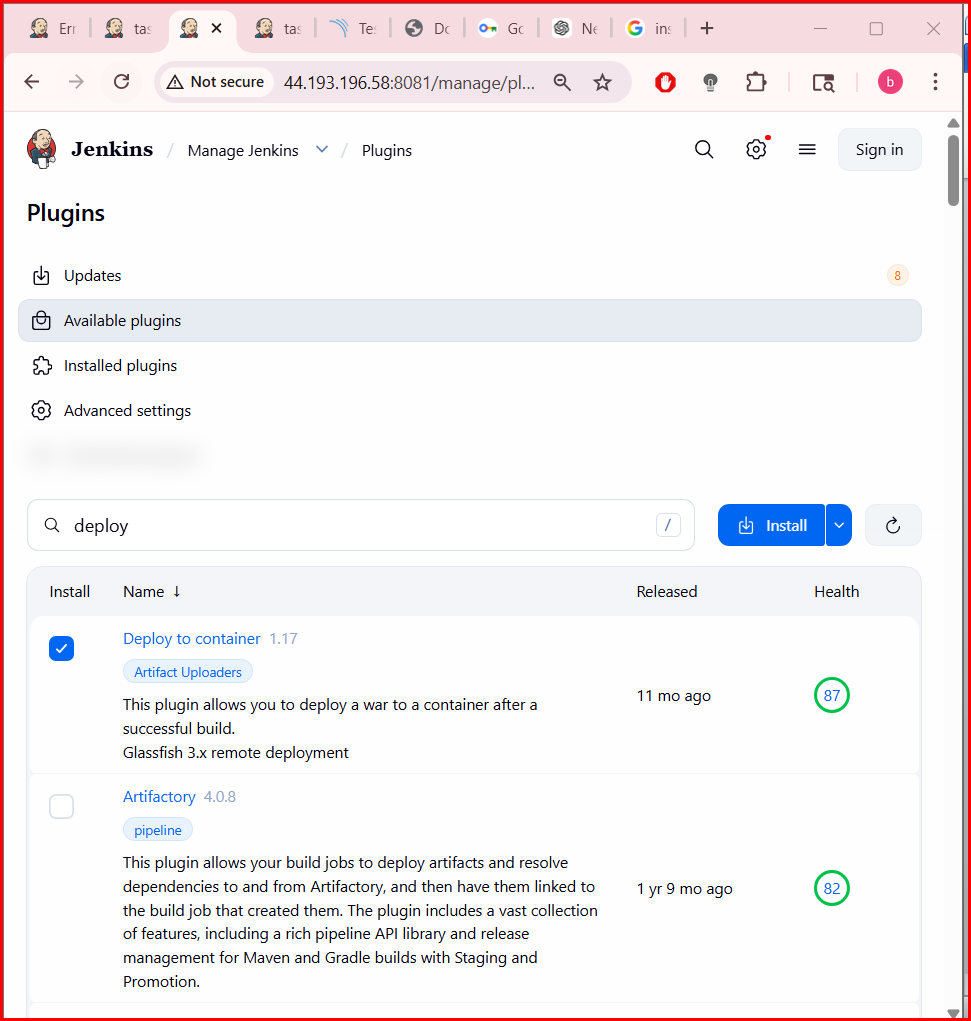 Err
tas
tas
Tes
Do
Go
Ne
ins
Not secure
44.193.196.58:8081/manage/pl...
b
Jenkins / Manage Jenkins / Plugins
Sign in
Plugins
Updates
8
Available plugins
Installed plugins
Advanced settings
deploy
/
Install
Install Name ↓ Released Health
Deploy to container 1.17
Artifact Uploaders
This plugin allows you to deploy a war to a container after a
successful build.
Glassfish 3.x remote deployment
11 mo ago
87
Artifactory 4.0.8
pipeline
This plugin allows your build jobs to deploy artifacts and resolve
dependencies to and from Artifactory, and then have them linked to
the build job that created them. The plugin includes a vast collection
of features, including a rich pipeline API library and release
management for Maven and Gradle builds with Staging and
Promotion.
1 yr 9 mo ago
82